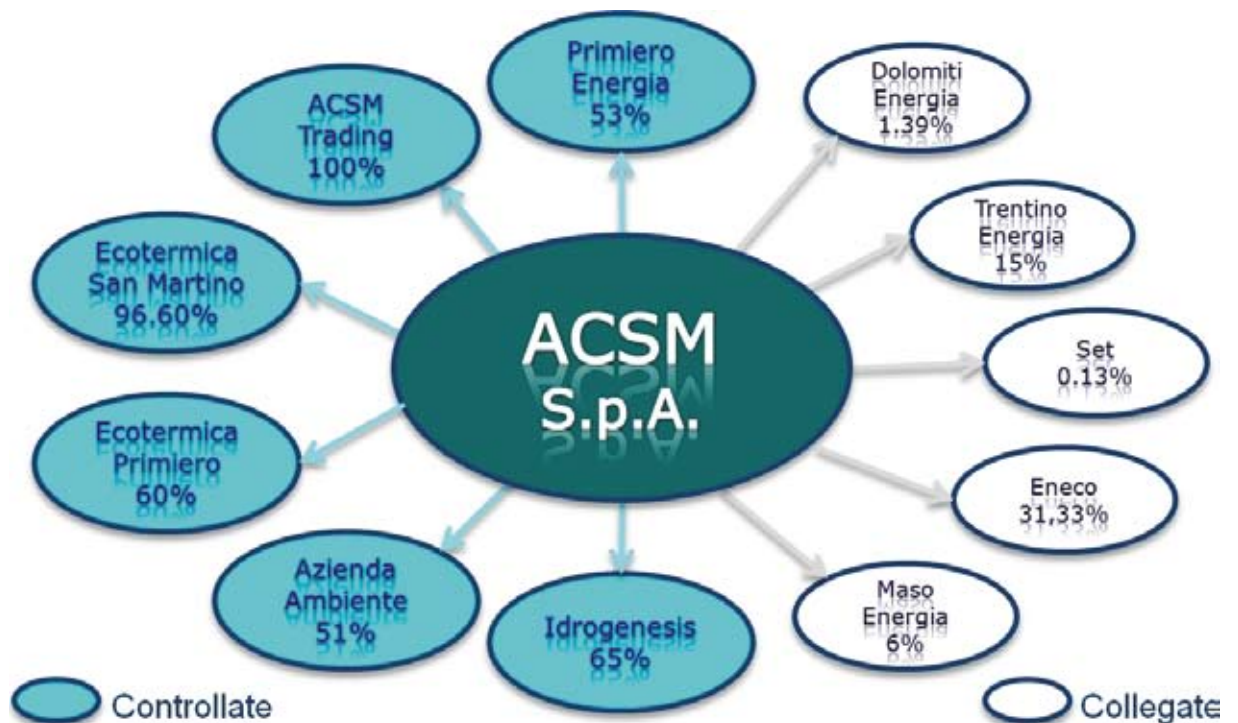 Primiero
Energia
53%
Dolomiti
Energia
1.39%
ACSM
Trading
100%
Trentino
Energia
15%
Ecotermica
San Martino
96.60%
ACSM
S.p.A.
Set
0.13%
Ecotermica
Primiero
60%
Eneco
31,33%
Azienda
Ambiente
51%
Idrogenesis
65%
Maso
Energia
6%
Controllate
Collegate